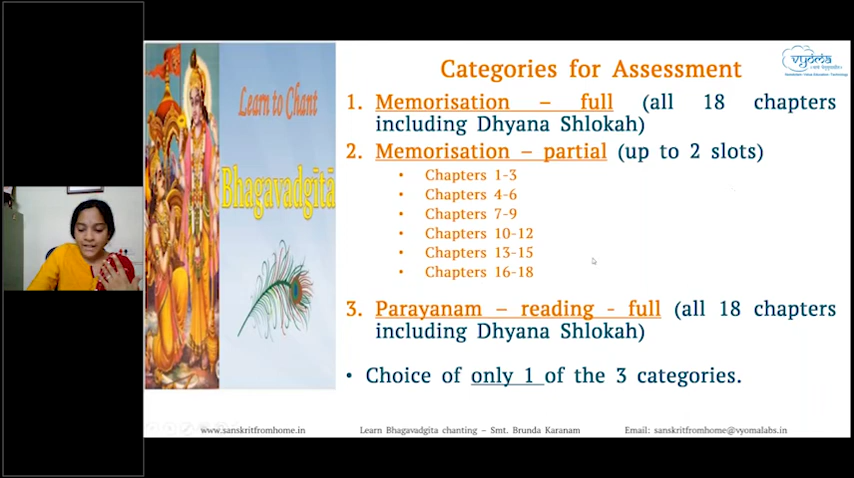 vyoma
Learn to Chant
Bhagavadgītā
Categories for Assessment
1. Memorisation – full (all 18 chapters
including Dhyana Shlokah)
2. Memorisation – partial (up to 2 slots)
• Chapters 1-3
• Chapters 4-6
• Chapters 7-9
• Chapters 10-12
• Chapters 13-15
• Chapters 16-18
3. Parayanam – reading - full (all 18 chapters
including Dhyana Shlokah)
• Choice of only 1 of the 3 categories.
www.sanskritfromhome.in Learn Bhagavadgita chanting – Smt. Brunda Karanam Email: sanskritfromhome@vyomalabs.in